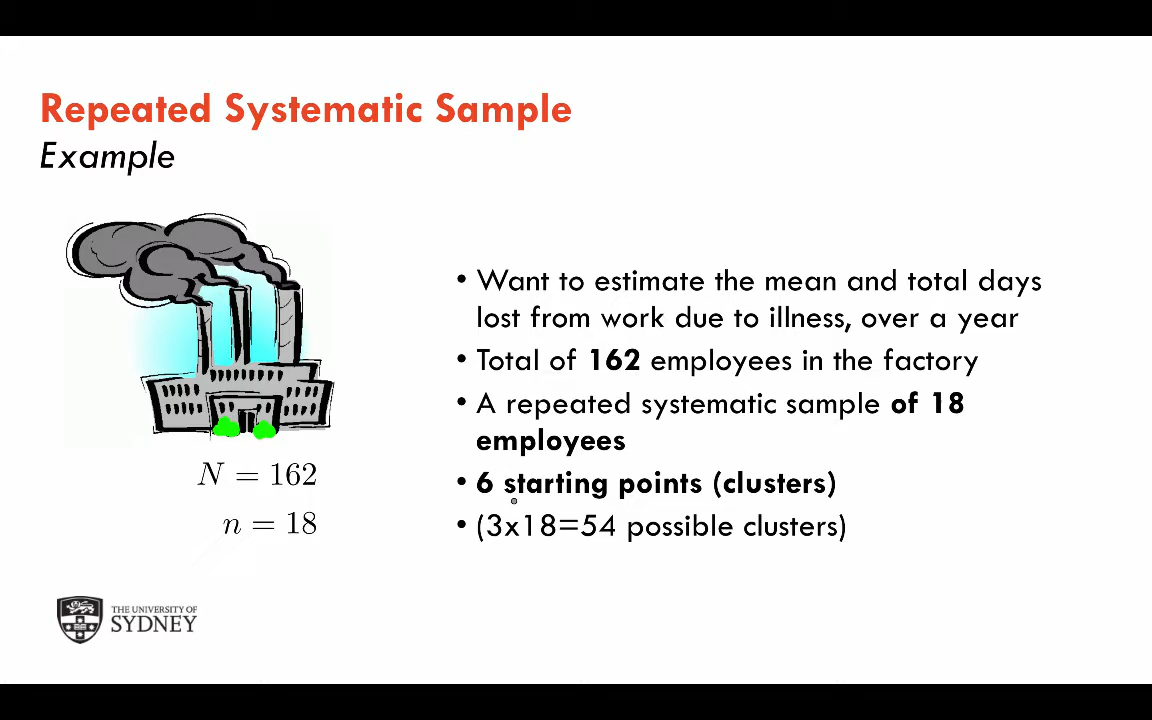 Repeated Systematic Sample
Example
• Want to estimate the mean and total days
lost from work due to illness, over a year
• Total of 162 employees in the factory
• A repeated systematic sample of 18
employees
• 6 starting points (clusters)
• (3x18=54 possible clusters)
N = 162
n = 18
THE UNIVERSITY OF
SYDNEY